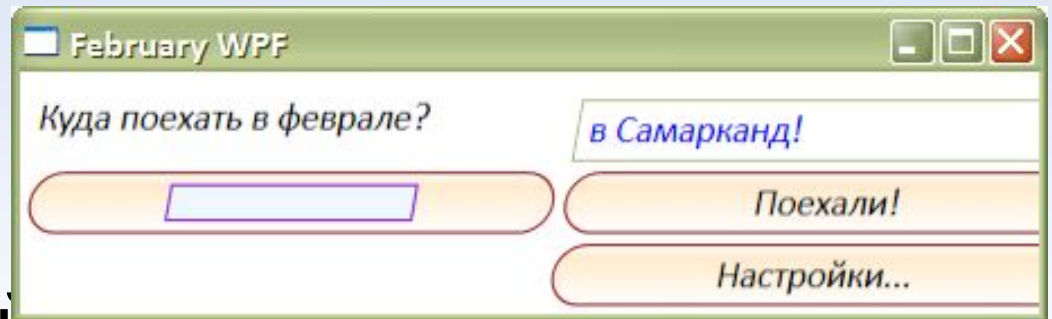 February WPF
Куда поехать в феврале?
в Самарканд!
Поехали!
Настройки...